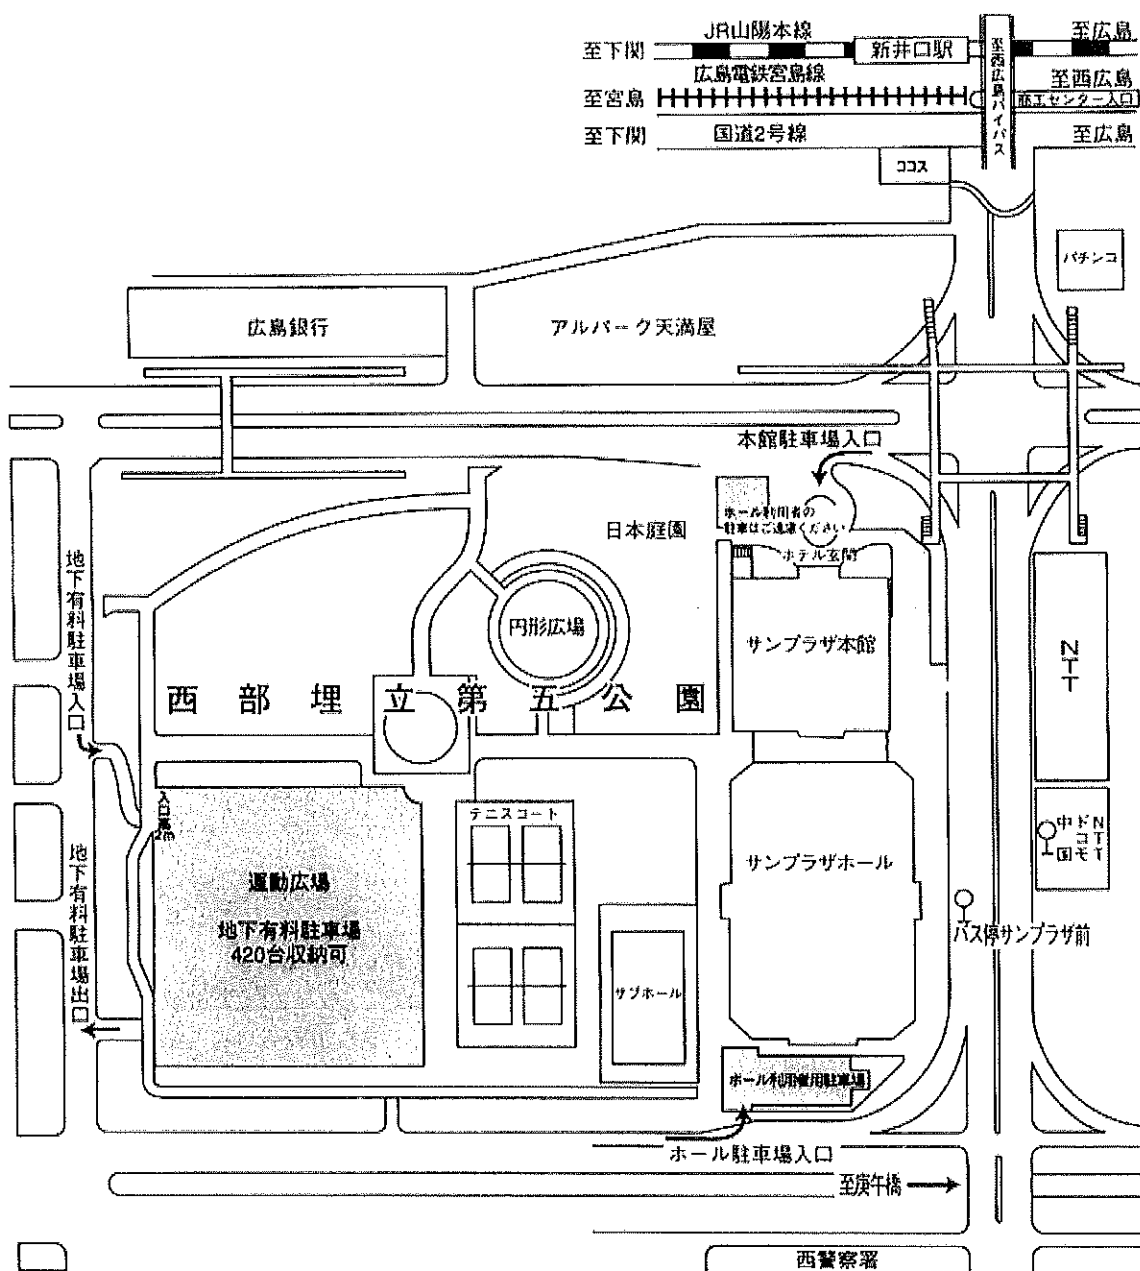 JR山陽本線
至下関
新井口駅
至広島
広島電鉄宮島線
至宮島
至西広島
商工センター入口
至西広島バイパス
至下関
国道2号線
至広島
ココス
パチンコ
広島銀行
アルパーク天満屋
本館駐車場入口
ホール利用者の
駐車はご遠慮ください
ホテル玄関
日本庭園
円形広場
サンプラザ本館
NTT
地下有料駐車場入口
西部埋立第五公園
入口高
2m
テニスコート
サンプラザホール
NTT
ドコモ
中国
運動広場
地下有料駐車場
420台収納可
地下有料駐車場出口
サブホール
バス停サンプラザ前
ホール利用者用駐車場
ホール駐車場入口
至庚午橋
西警察署